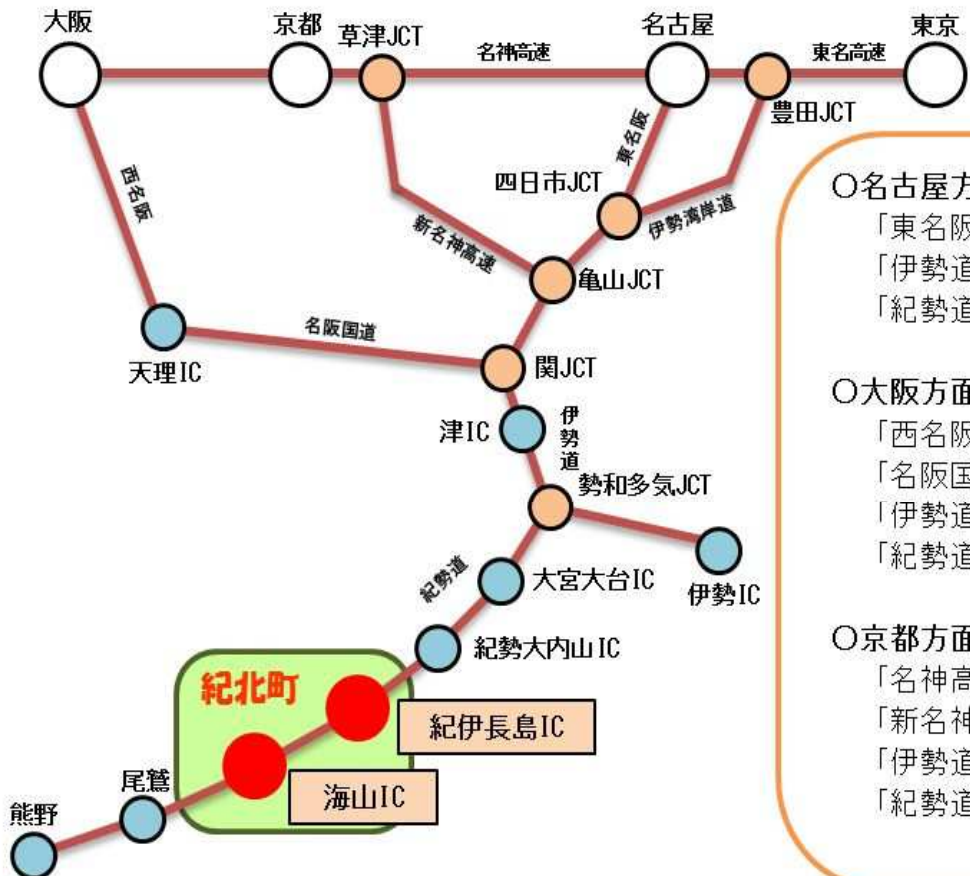 大阪
京都
草津JCT
名神高速
名古屋
東名高速
東京
豊田JCT
西名阪
東名阪
四日市JCT
伊勢湾岸道
新名神高速
亀山JCT
天理IC
名阪国道
関JCT
津IC
伊勢道
勢和多気JCT
伊勢IC
紀勢道
大宮大台IC
紀勢大内山IC
紀北町
紀伊長島IC
海山IC
尾鷲
熊野
〇名古屋方
「東名阪
「伊勢道
「紀勢道
〇大阪方面
「西名阪
「名阪国
「伊勢道
「紀勢道
〇京都方面
「名神高
「新名神
「伊勢道
「紀勢道